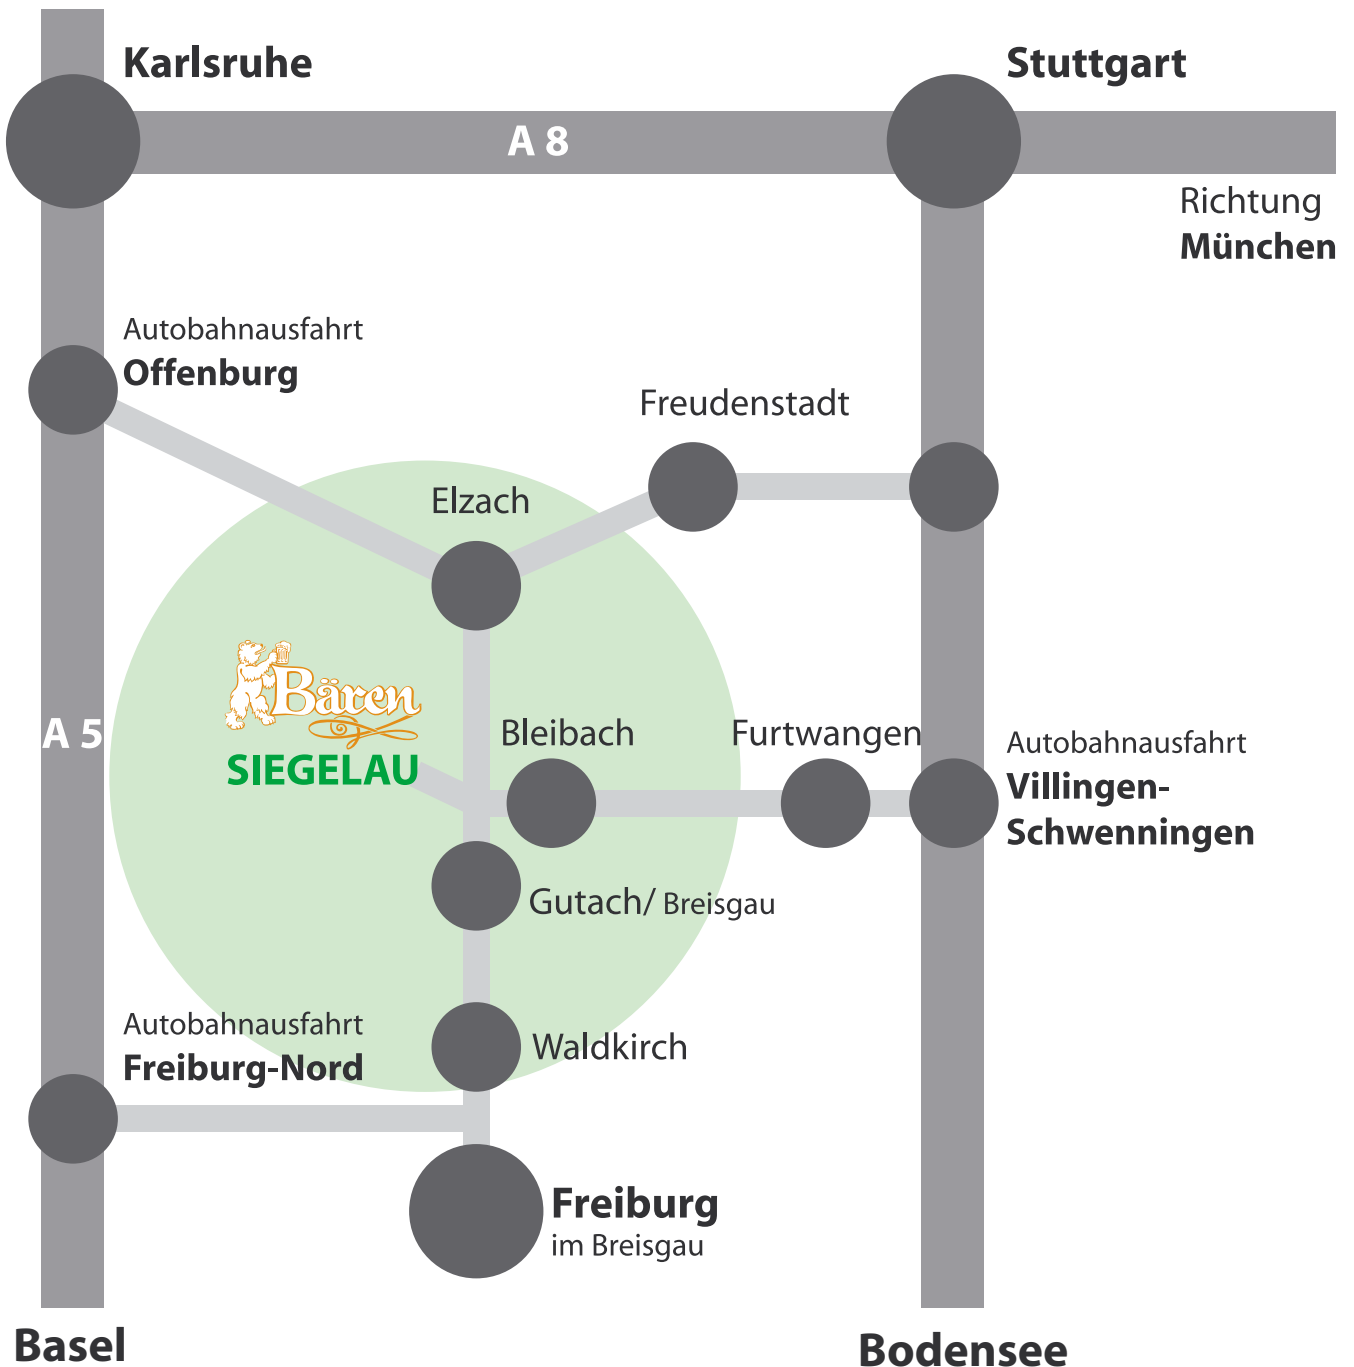 Karlsruhe
Stuttgart
A 8
Richtung
München
Autobahnausfahrt
Offenburg
Freudenstadt
Elzach
Bären
SIEGELAU
A 5
Bleibach
Furtwangen
Autobahnausfahrt
Villingen-
Schwenningen
Gutach/ Breisgau
Autobahnausfahrt
Freiburg-Nord
Waldkirch
Freiburg
im Breisgau
Basel
Bodensee